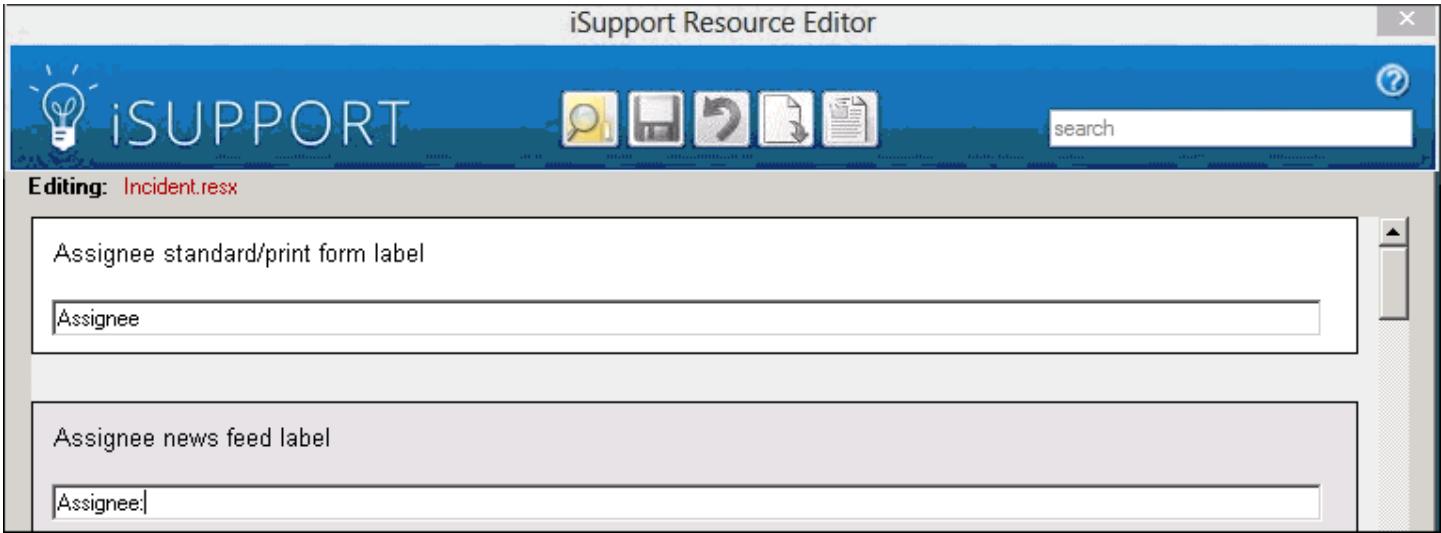 iSupport Resource Editor
iSUPPORT
search
Editing: Incident.resx
Assignee standard/print form label
Assignee
Assignee news feed label
Assignee: